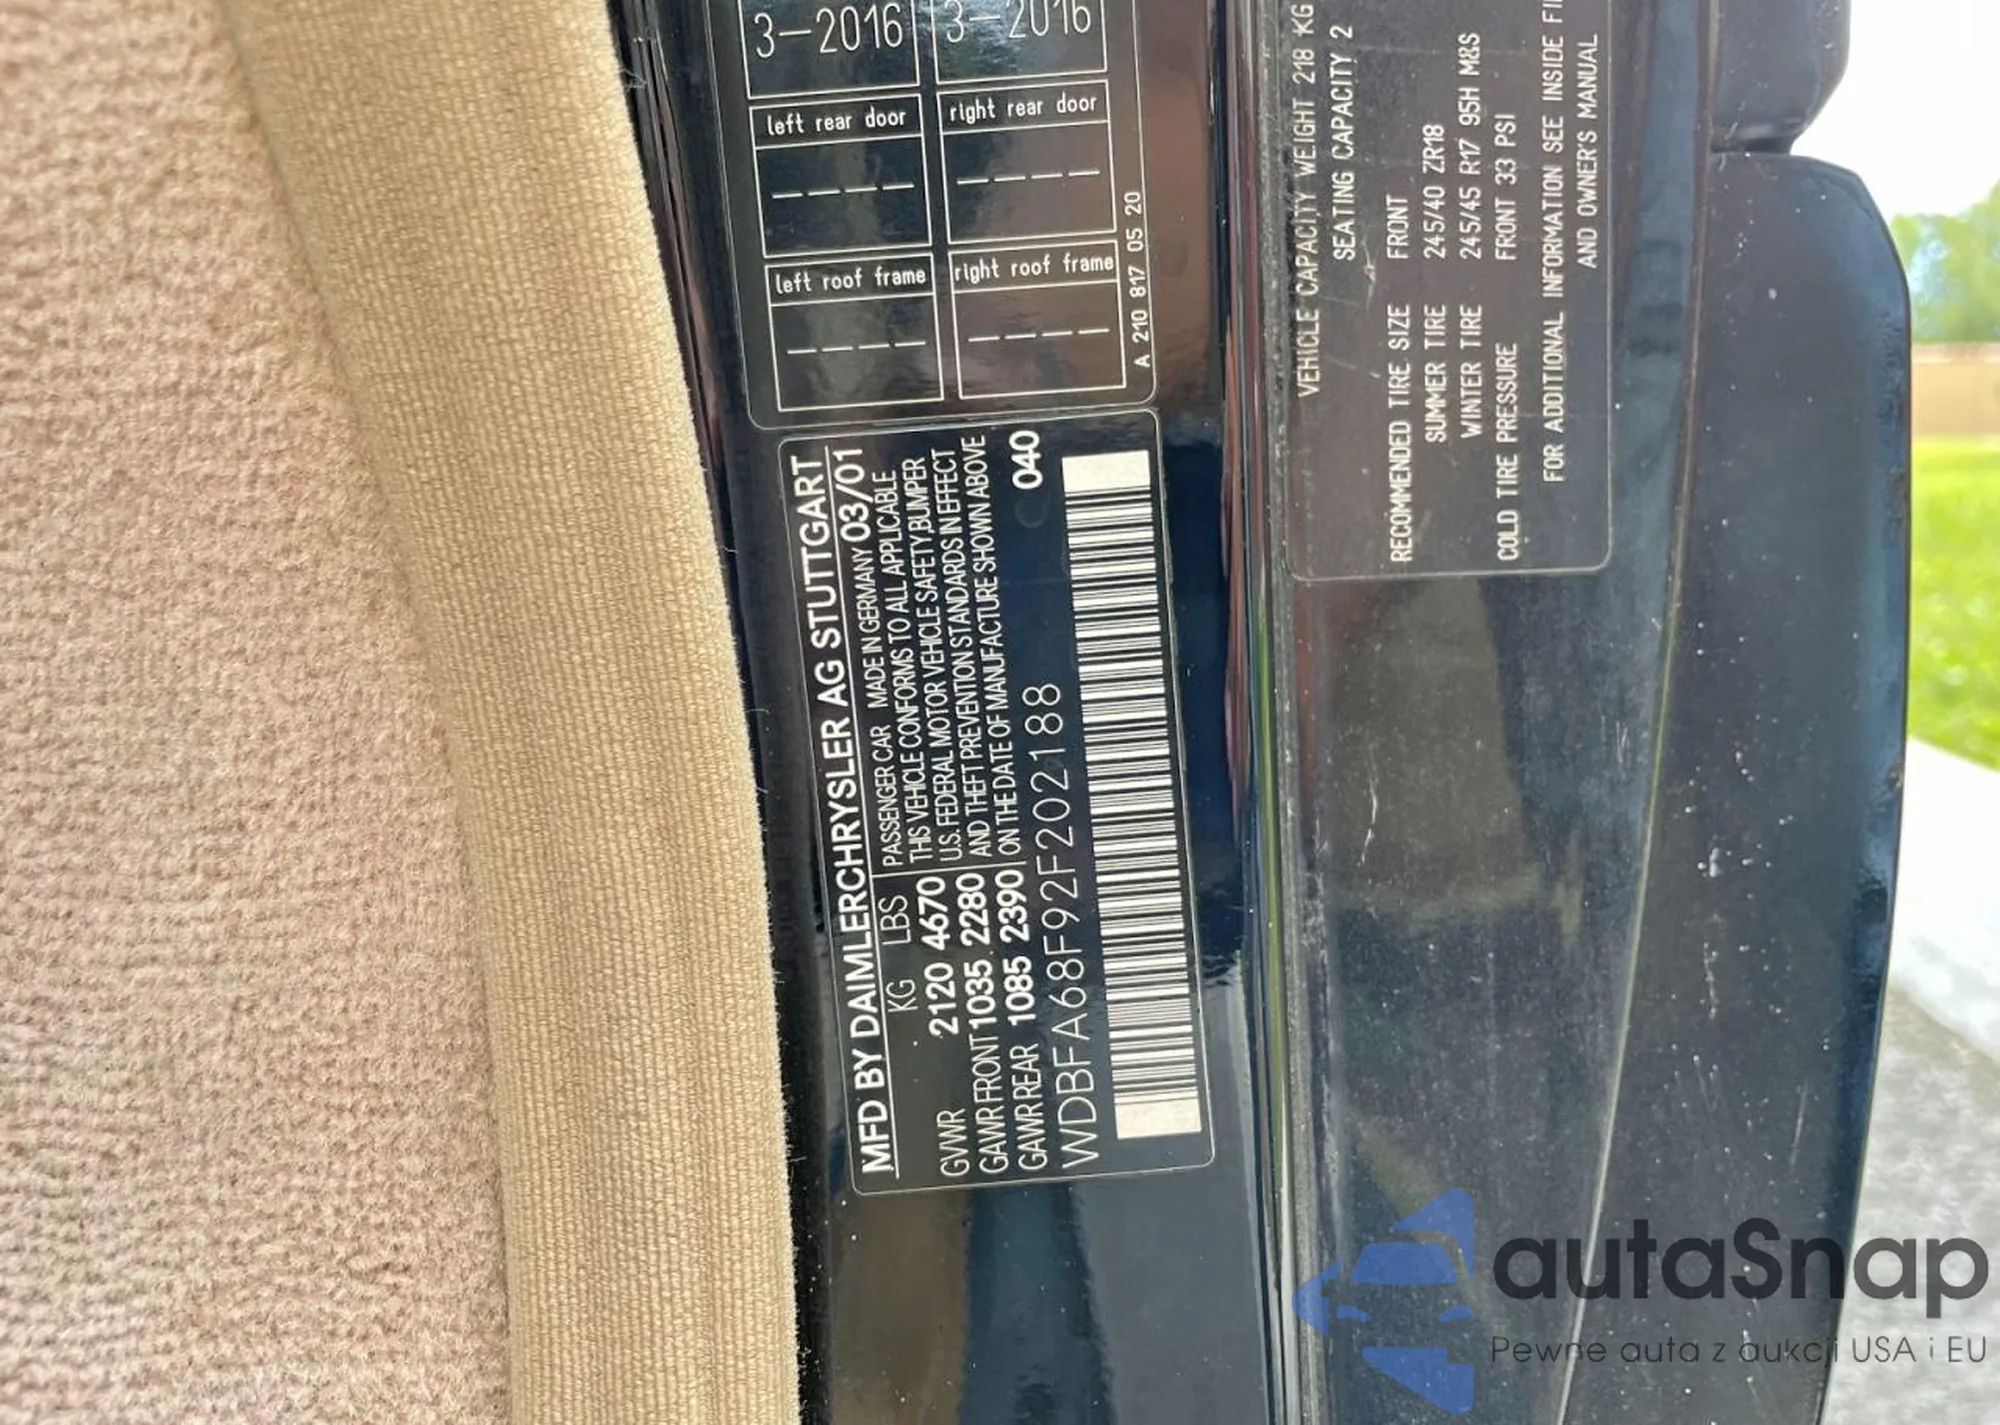 3-2016
3-2016
left rear door
right rear door
————
————
left roof frame
right roof frame
————
————
A 210 817 05 20
MFD BY DAIMLERCHRYSLER AG STUTTGART
KG LBS PASSENGER CAR MADE IN GERMANY 03/01
GVWR 2120 4670 THIS VEHICLE CONFORMS TO ALL APPLICABLE
GAWR FRONT 1035 2280 U.S. FEDERAL MOTOR VEHICLE SAFETY,BUMPER
GAWR REAR 1085 2390 AND THEFT PREVENTION STANDARDS IN EFFECT
ON THE DATE OF MANUFACTURE SHOWN ABOVE
WDBFA68F92F202188 040
VEHICLE CAPACITY WEIGHT 218 KG
SEATING CAPACITY 2
RECOMMENDED TIRE SIZE FRONT
SUMMER TIRE 245/40 ZR18
WINTER TIRE 245/45 R17 95H M&S
COLD TIRE PRESSURE FRONT 33 PSI
FOR ADDITIONAL INFORMATION SEE INSIDE
AND OWNER'S MANUAL
autaSnap
Pewne auta z aukcji USA i EU